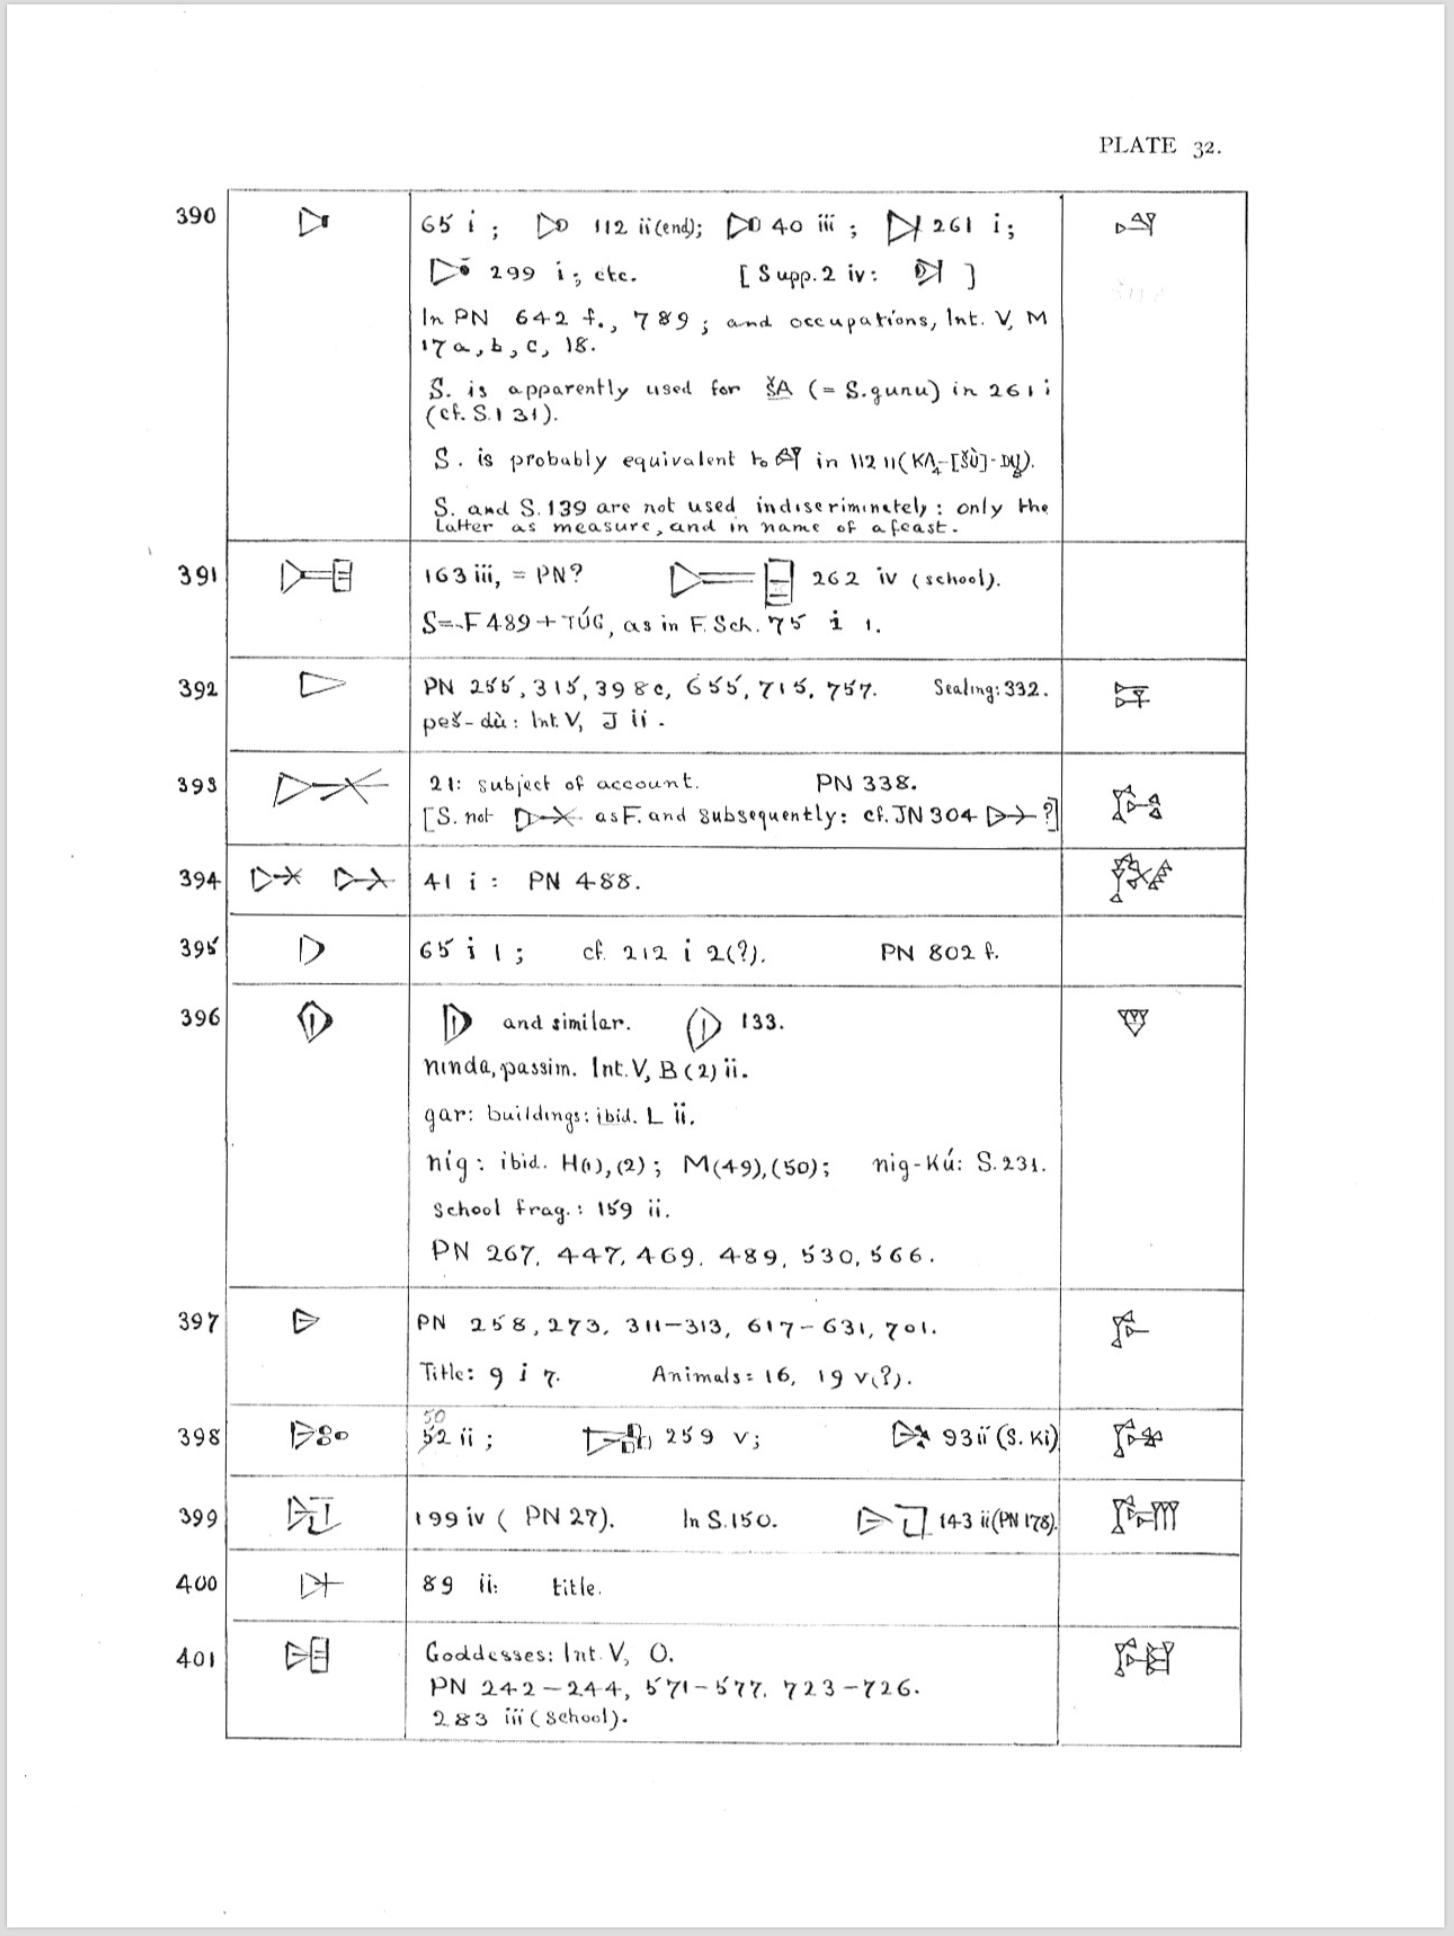 PLATE 32.
390 65 i ; 112 ii (end); 40 iii ; 261 i ;
299 i ; etc. [ Supp. 2 iv : ]
In PN 642 f., 789 ; and occupations, Int. V, M
17 a, b, c, 18.
S. is apparently used for ŠA (= S. gunu) in 261 i
(cf. S. 131).
S. is probably equivalent to in 112 ii
S. and S. 139 are not used indiscriminately : only the
latter as measure, and in name of a feast.
391 163 iii, = PN? 262 iv (school).
S = F 489 + TÚG, as in F. Sch. 75 i 1.
392 PN 255, 315, 398c, 655, 715, 757. Sealing: 332.
peš-dù : Int. V, J ii.
393 21: subject of account. PN 338.
[S. not as F. and subsequently: cf. JN 304 ?]
394 41 i : PN 488.
395 65 i 1 ; cf. 212 i 2(?). PN 802 f.
396 and similar. 133.
ninda, passim. Int. V, B (2) ii.
gar: buildings: ibid. L ii.
nig : ibid. H(1), (2) ; M(49), (50) ; nig-Kú: S. 231.
School frag. : 159 ii.
PN 267, 447, 469, 489, 530, 566.
397 PN 258, 273, 311-313, 617-631, 701.
Title: 9 i 7. Animals: 16, 19 v(?).
50
398 52 ii ; 259 v; 93 ii (S. Ki)
399 199 iv ( PN 27). In S. 150. 143 ii (PN 178).
400 89 ii: title.
401 Goddesses: Int. V, O.
PN 242-244, 571-577, 723-726.
283 iii (School).